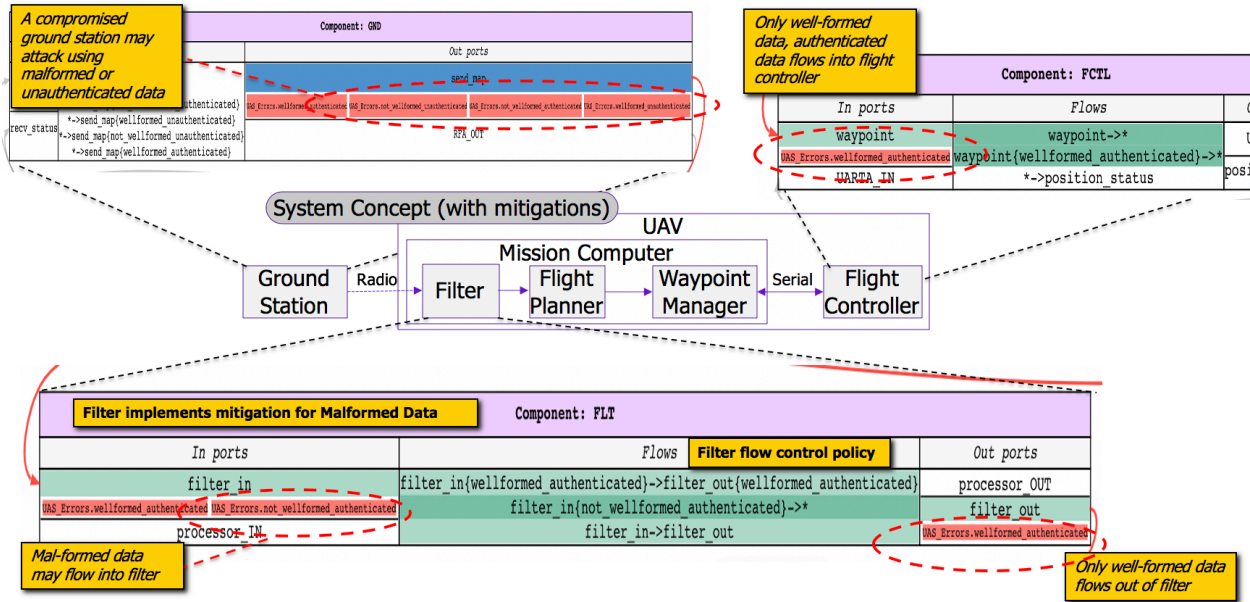 A compromised
ground station may
attack using
malformed or
unauthenticated data
Component: GND
Out ports
send_map
UAS_Errors.wellformed_authenticated UAS_Errors.not_wellformed_unauthenticated UAS_Errors.not_wellformed_authenticated UAS_Errors.wellformed_unauthenticated
recv_status
*->send_map{wellformed_unauthenticated}
*->send_map{not_wellformed_unauthenticated}
*->send_map{wellformed_authenticated}
RFA_OUT
Only well-formed
data, authenticated
data flows into flight
controller
Component: FCTL
In ports Flows
waypoint waypoint->*
UAS_Errors.wellformed_authenticated waypoint{wellformed_authenticated}->*
UARTA_IN *->position_status
System Concept (with mitigations)
UAV
Mission Computer
Ground
Station
Radio
Filter
Flight
Planner
Waypoint
Manager
Serial
Flight
Controller
Filter implements mitigation for Malformed Data
Component: FLT
In ports Flows Filter flow control policy Out ports
filter_in filter_in{wellformed_authenticated}->filter_out{wellformed_authenticated} processor_OUT
UAS_Errors.wellformed_authenticated UAS_Errors.not_wellformed_authenticated filter_in{not_wellformed_authenticated}->* filter_out
processor_IN filter_in->filter_out UAS_Errors.wellformed_authenticated
Mal-formed data
may flow into filter
Only well-formed data
flows out of filter